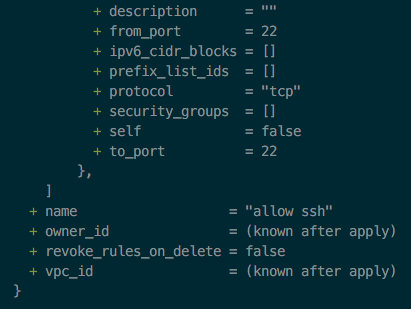 + description      = ""
+ from_port        = 22
+ ipv6_cidr_blocks = []
+ prefix_list_ids  = []
+ protocol         = "tcp"
+ security_groups  = []
+ self             = false
+ to_port          = 22
},
]
+ name                   = "allow ssh"
+ owner_id               = (known after apply)
+ revoke_rules_on_delete = false
+ vpc_id                 = (known after apply)
}